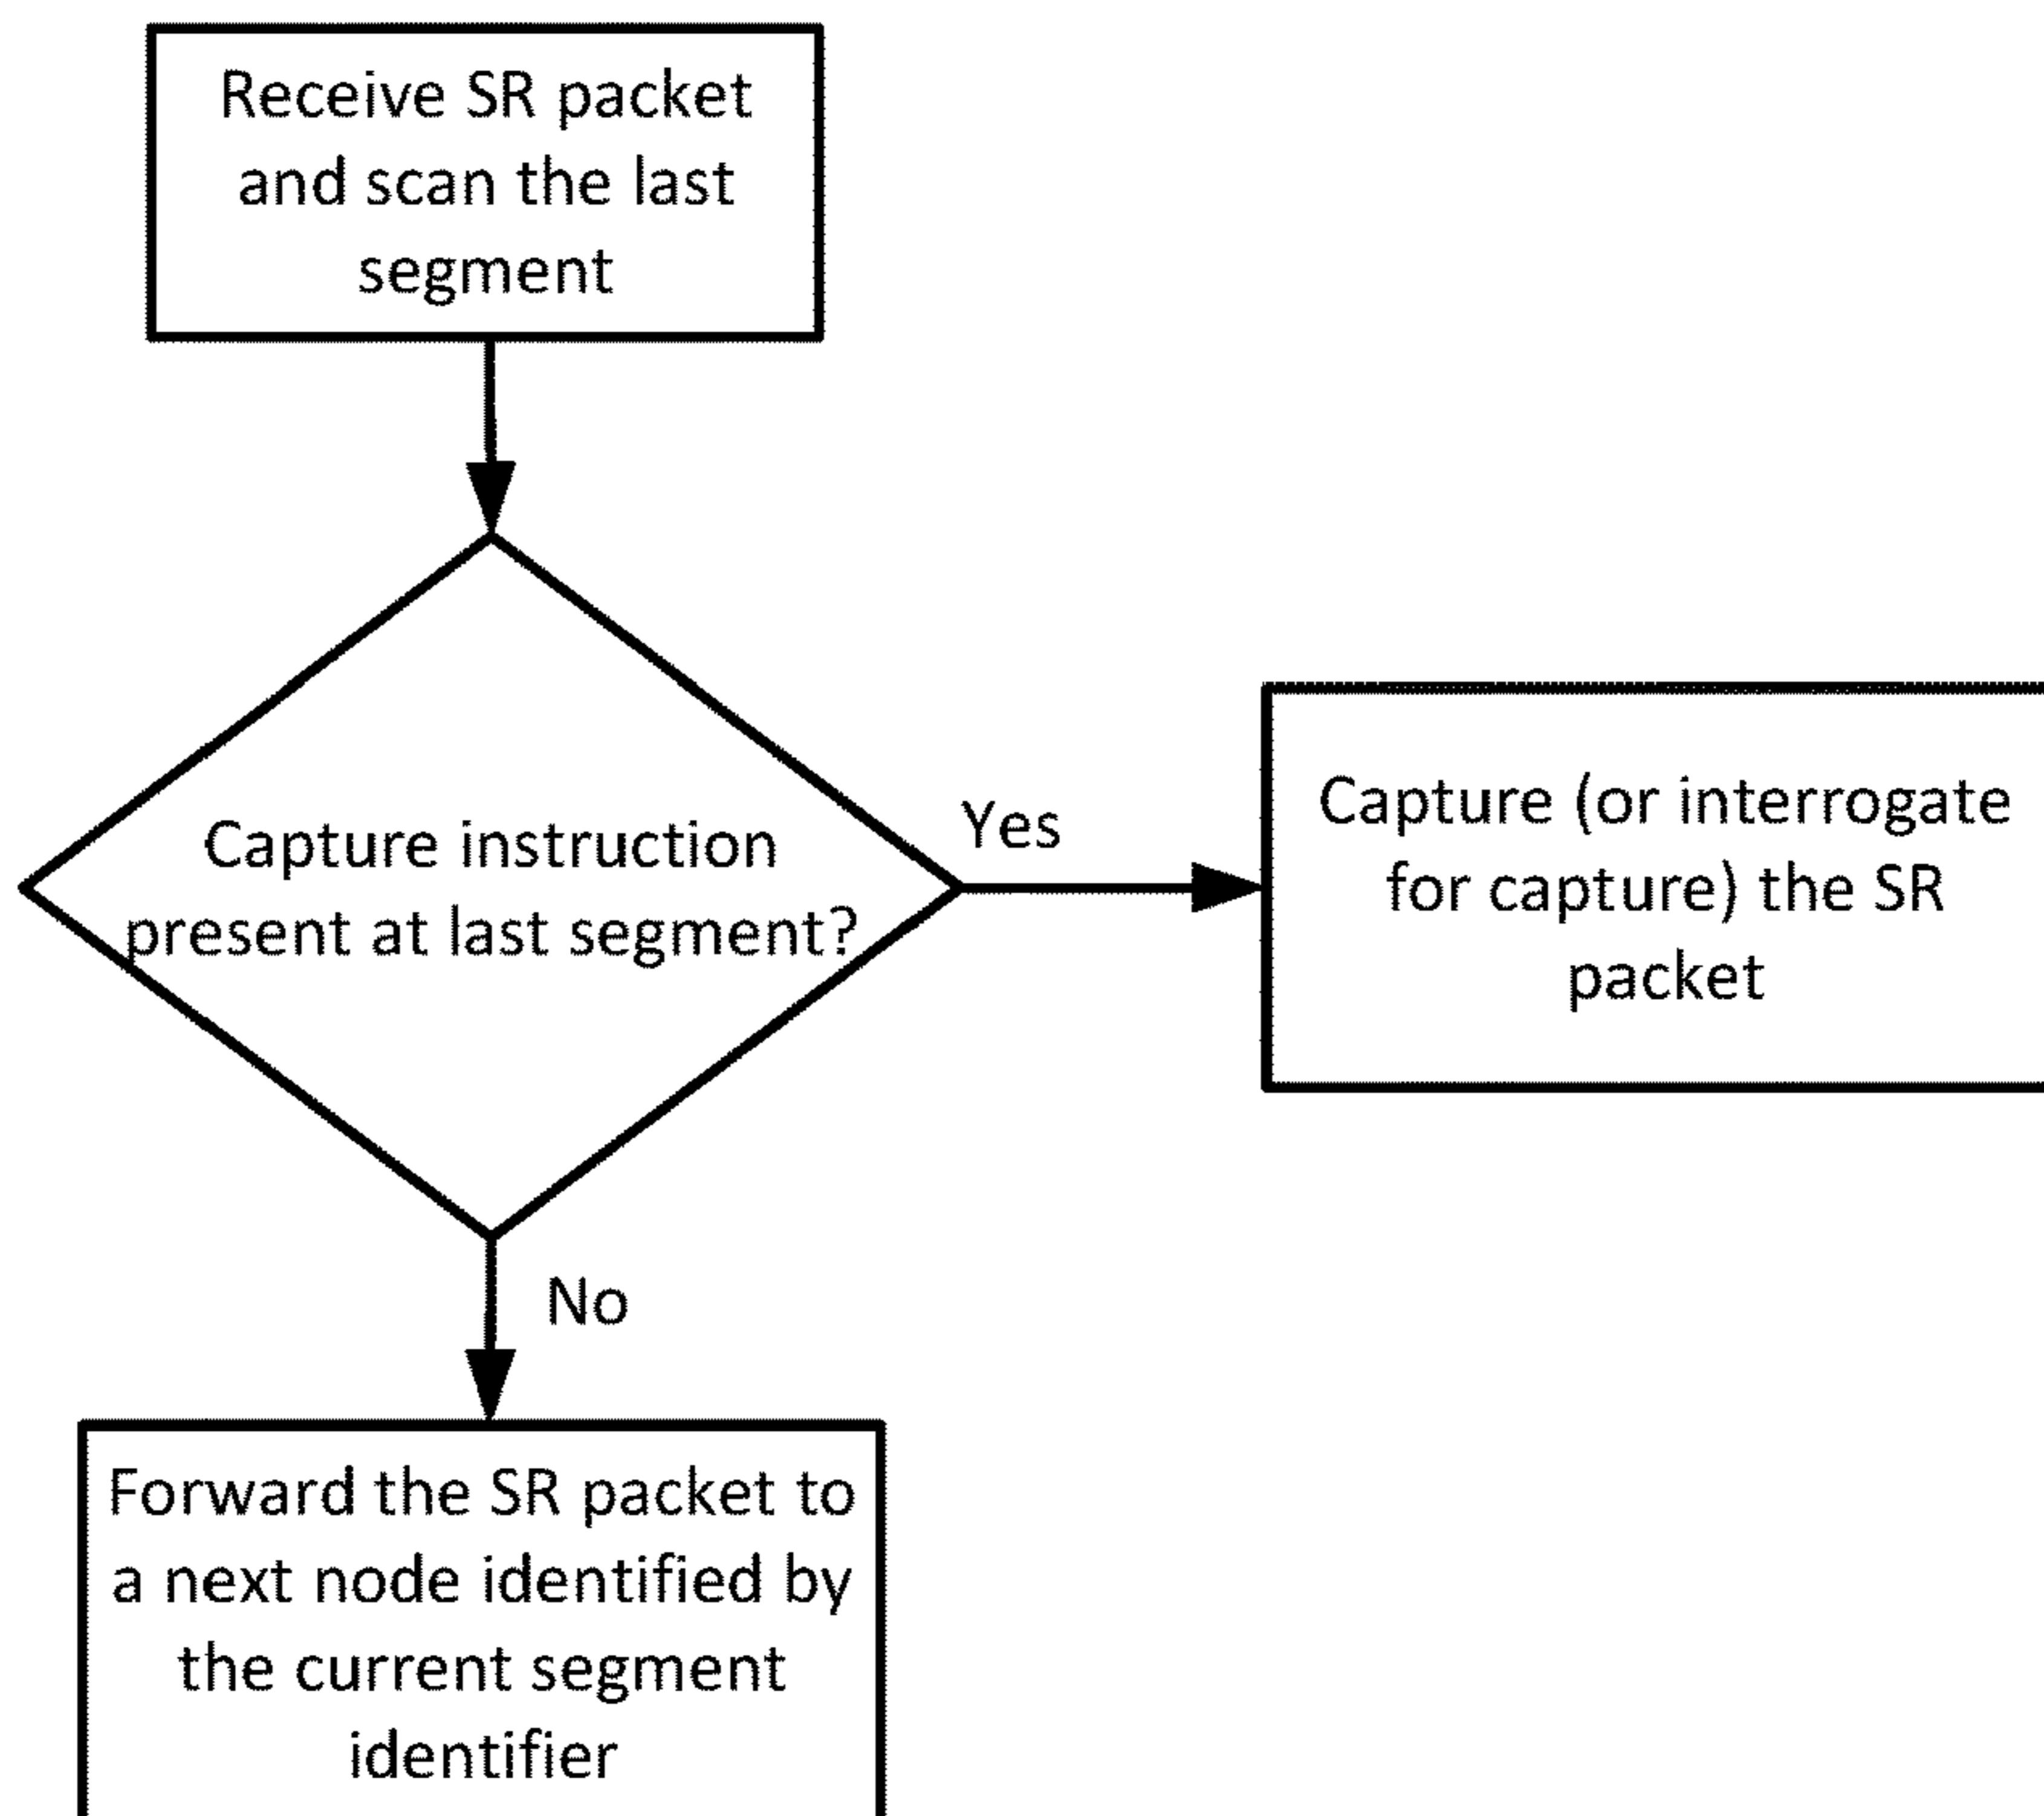 Receive SR packet
and scan the last
segment
Capture instruction
present at last segment?
Yes
Capture (or interrogate
for capture) the SR
packet
No
Forward the SR packet to
a next node identified by
the current segment
identifier